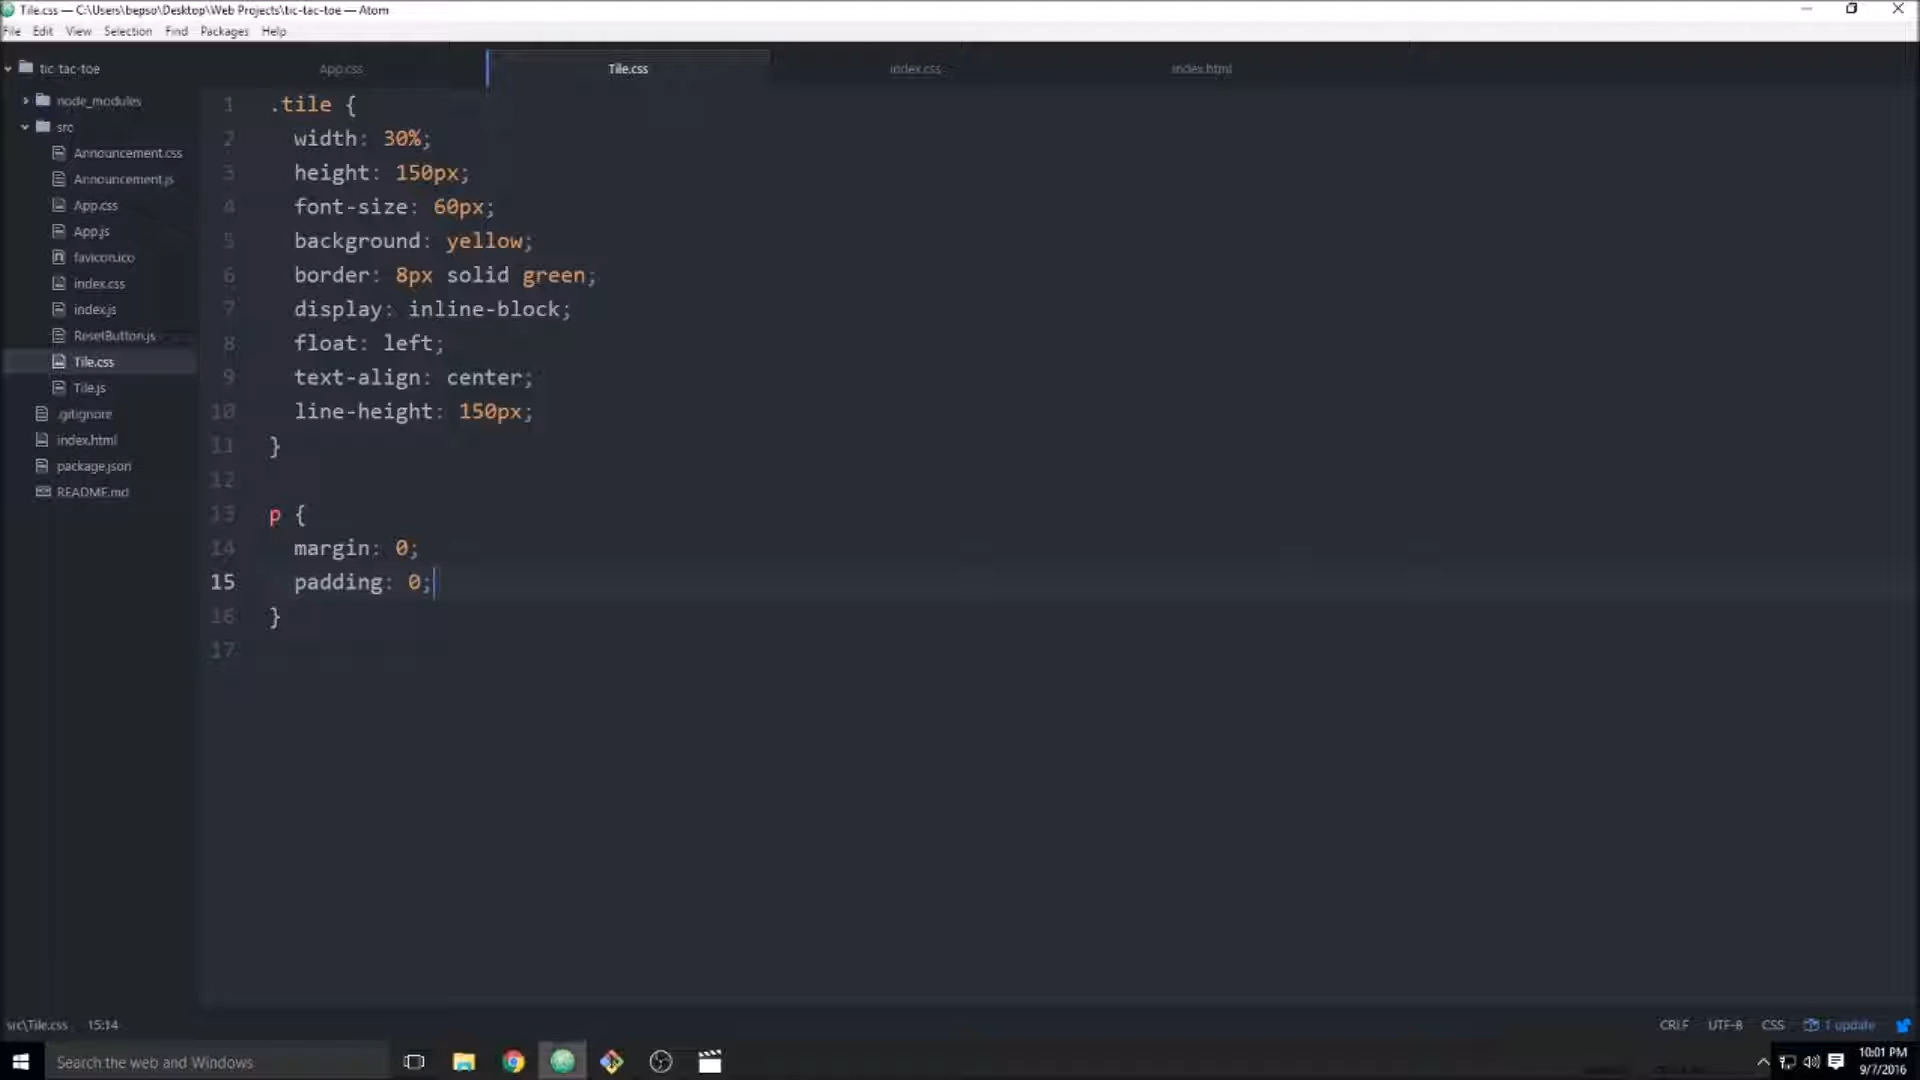 Tile.css — C:\Users\bepso\Desktop\Web Projects\tic-tac-toe — Atom
File Edit View Selection Find Packages Help
tic-tac-toe
node_modules
src
Announcement.css
Announcement.js
App.css
App.js
favicon.ico
index.css
index.js
ResetButton.js
Tile.css
Tile.js
.gitignore
index.html
package.json
README.md
App.css Tile.css index.css index.html
1 .tile {
2 width: 30%;
3 height: 150px;
4 font-size: 60px;
5 background: yellow;
6 border: 8px solid green;
7 display: inline-block;
8 float: left;
9 text-align: center;
10 line-height: 150px;
11 }
12
13 p {
14 margin: 0;
15 padding: 0;
16 }
17
src\Tile.css 15:14 CRLF UTF-8 CSS 1 update
Search the web and Windows
10:01 PM
9/7/2016